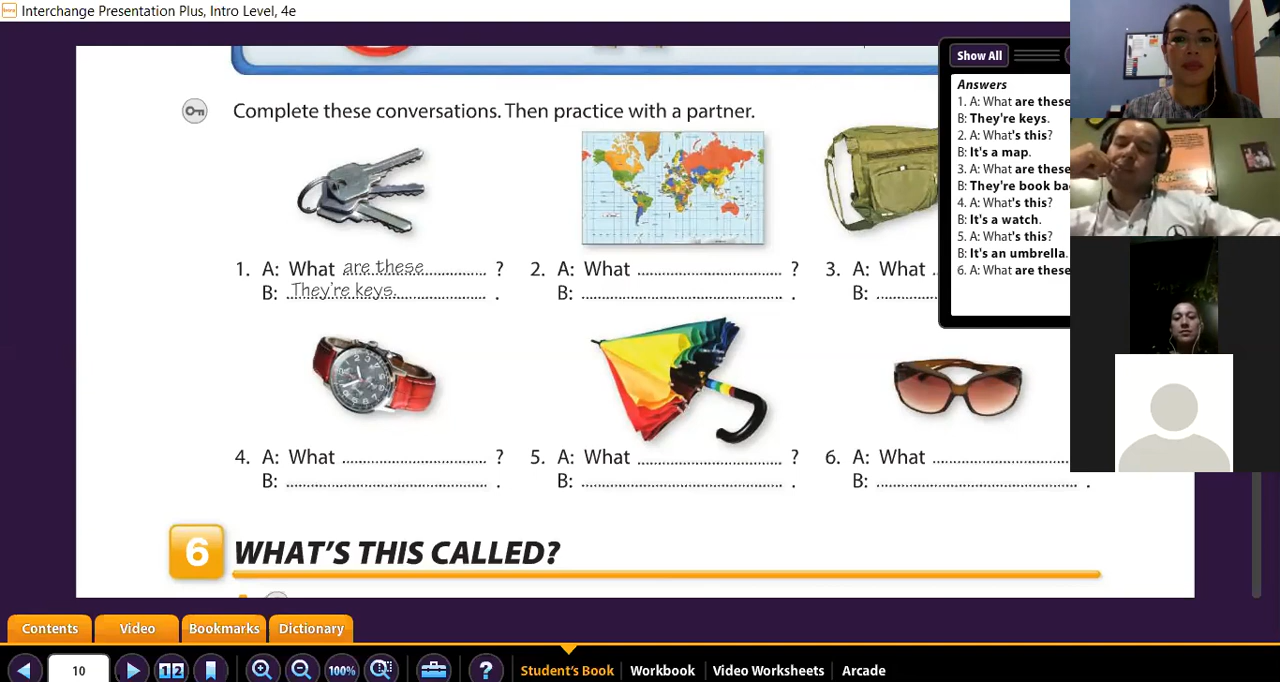 Interchange Presentation Plus, Intro Level, 4e
Show All
Complete these conversations. Then practice with a partner.
Answers
1. A: What are these
B: They're keys.
2. A: What's this?
B: It's a map.
3. A: What are these
B: They're book ba
4. A: What's this?
B: It's a watch.
5. A: What's this?
B: It's an umbrella.
6. A: What are these
1. A: What are these ?
B: They're keys. .
2. A: What ?
B: .
3. A: What
B:
4. A: What ?
B: .
5. A: What ?
B: .
6. A: What
B: .
6 WHAT'S THIS CALLED?
Contents Video Bookmarks Dictionary
10 1 2 100% ? Student's Book Workbook Video Worksheets Arcade